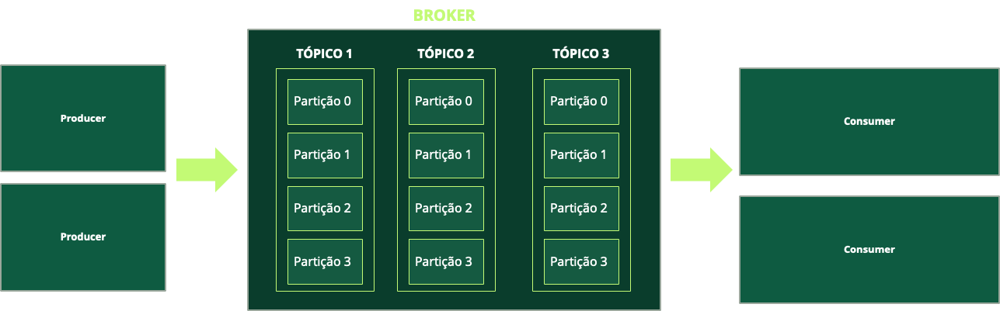 BROKER
TÓPICO 1
TÓPICO 2
TÓPICO 3
Producer
Producer
Partição 0
Partição 1
Partição 2
Partição 3
Partição 0
Partição 1
Partição 2
Partição 3
Partição 0
Partição 1
Partição 2
Partição 3
Consumer
Consumer